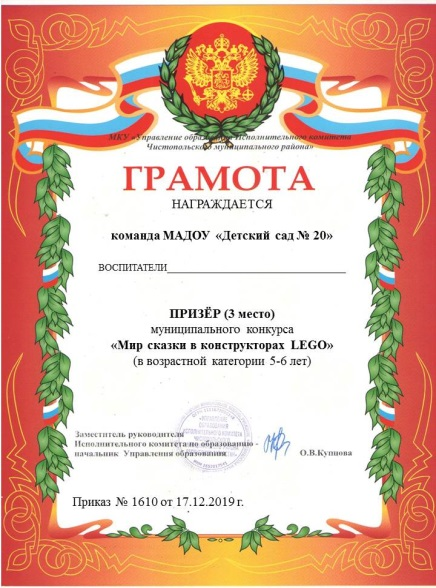 МКУ «Управление образования Исполнительного комитета
Чистопольского муниципального района»
ГРАМОТА
НАГРАЖДАЕТСЯ
команда МАДОУ «Детский сад № 20»
ВОСПИТАТЕЛИ
ПРИЗЁР (3 место)
муниципального конкурса
«Мир сказки в конструкторах LEGO»
(в возрастной категории 5-6 лет)
Заместитель руководителя
Исполнительного комитета по образованию -
начальник Управления образования
О.В.Купцова
Приказ № 1610 от 17.12.2019 г.